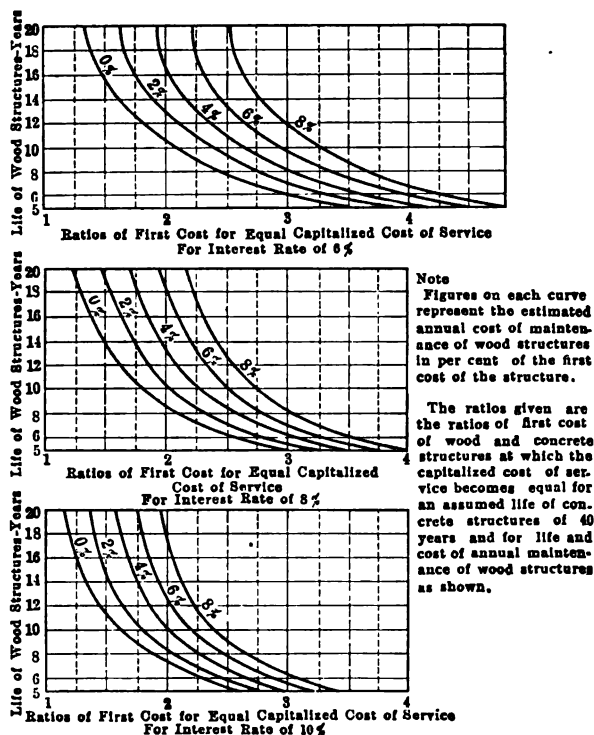 Life of Wood Structures-Years
20
18
16
14
12
10
8
6
5
0%
2%
4%
6%
8%
1 2 3 4
Ratios of First Cost for Equal Capitalized Cost of Service
For Interest Rate of 6%
Life of Wood Structures-Years
20
18
16
14
12
10
8
6
5
0%
2%
4%
6%
8%
1 2 3 4
Ratios of First Cost for Equal Capitalized
Cost of Service
For Interest Rate of 8%
Life of Wood Structures-Years
20
18
16
14
12
10
8
6
5
0%
2%
4%
6%
8%
1 2 3 4
Ratios of First Cost for Equal Capitalized Cost of Service
For Interest Rate of 10%
Note
Figures on each curve
represent the estimated
annual cost of mainten-
ance of wood structures
in per cent of the first
cost of the structure.
The ratios given are
the ratios of first cost
of wood and concrete
structures at which the
capitalized cost of ser-
vice becomes equal for
an assumed life of con-
crete structures of 40
years and for life and
cost of annual mainten-
ance of wood structures
as shown.